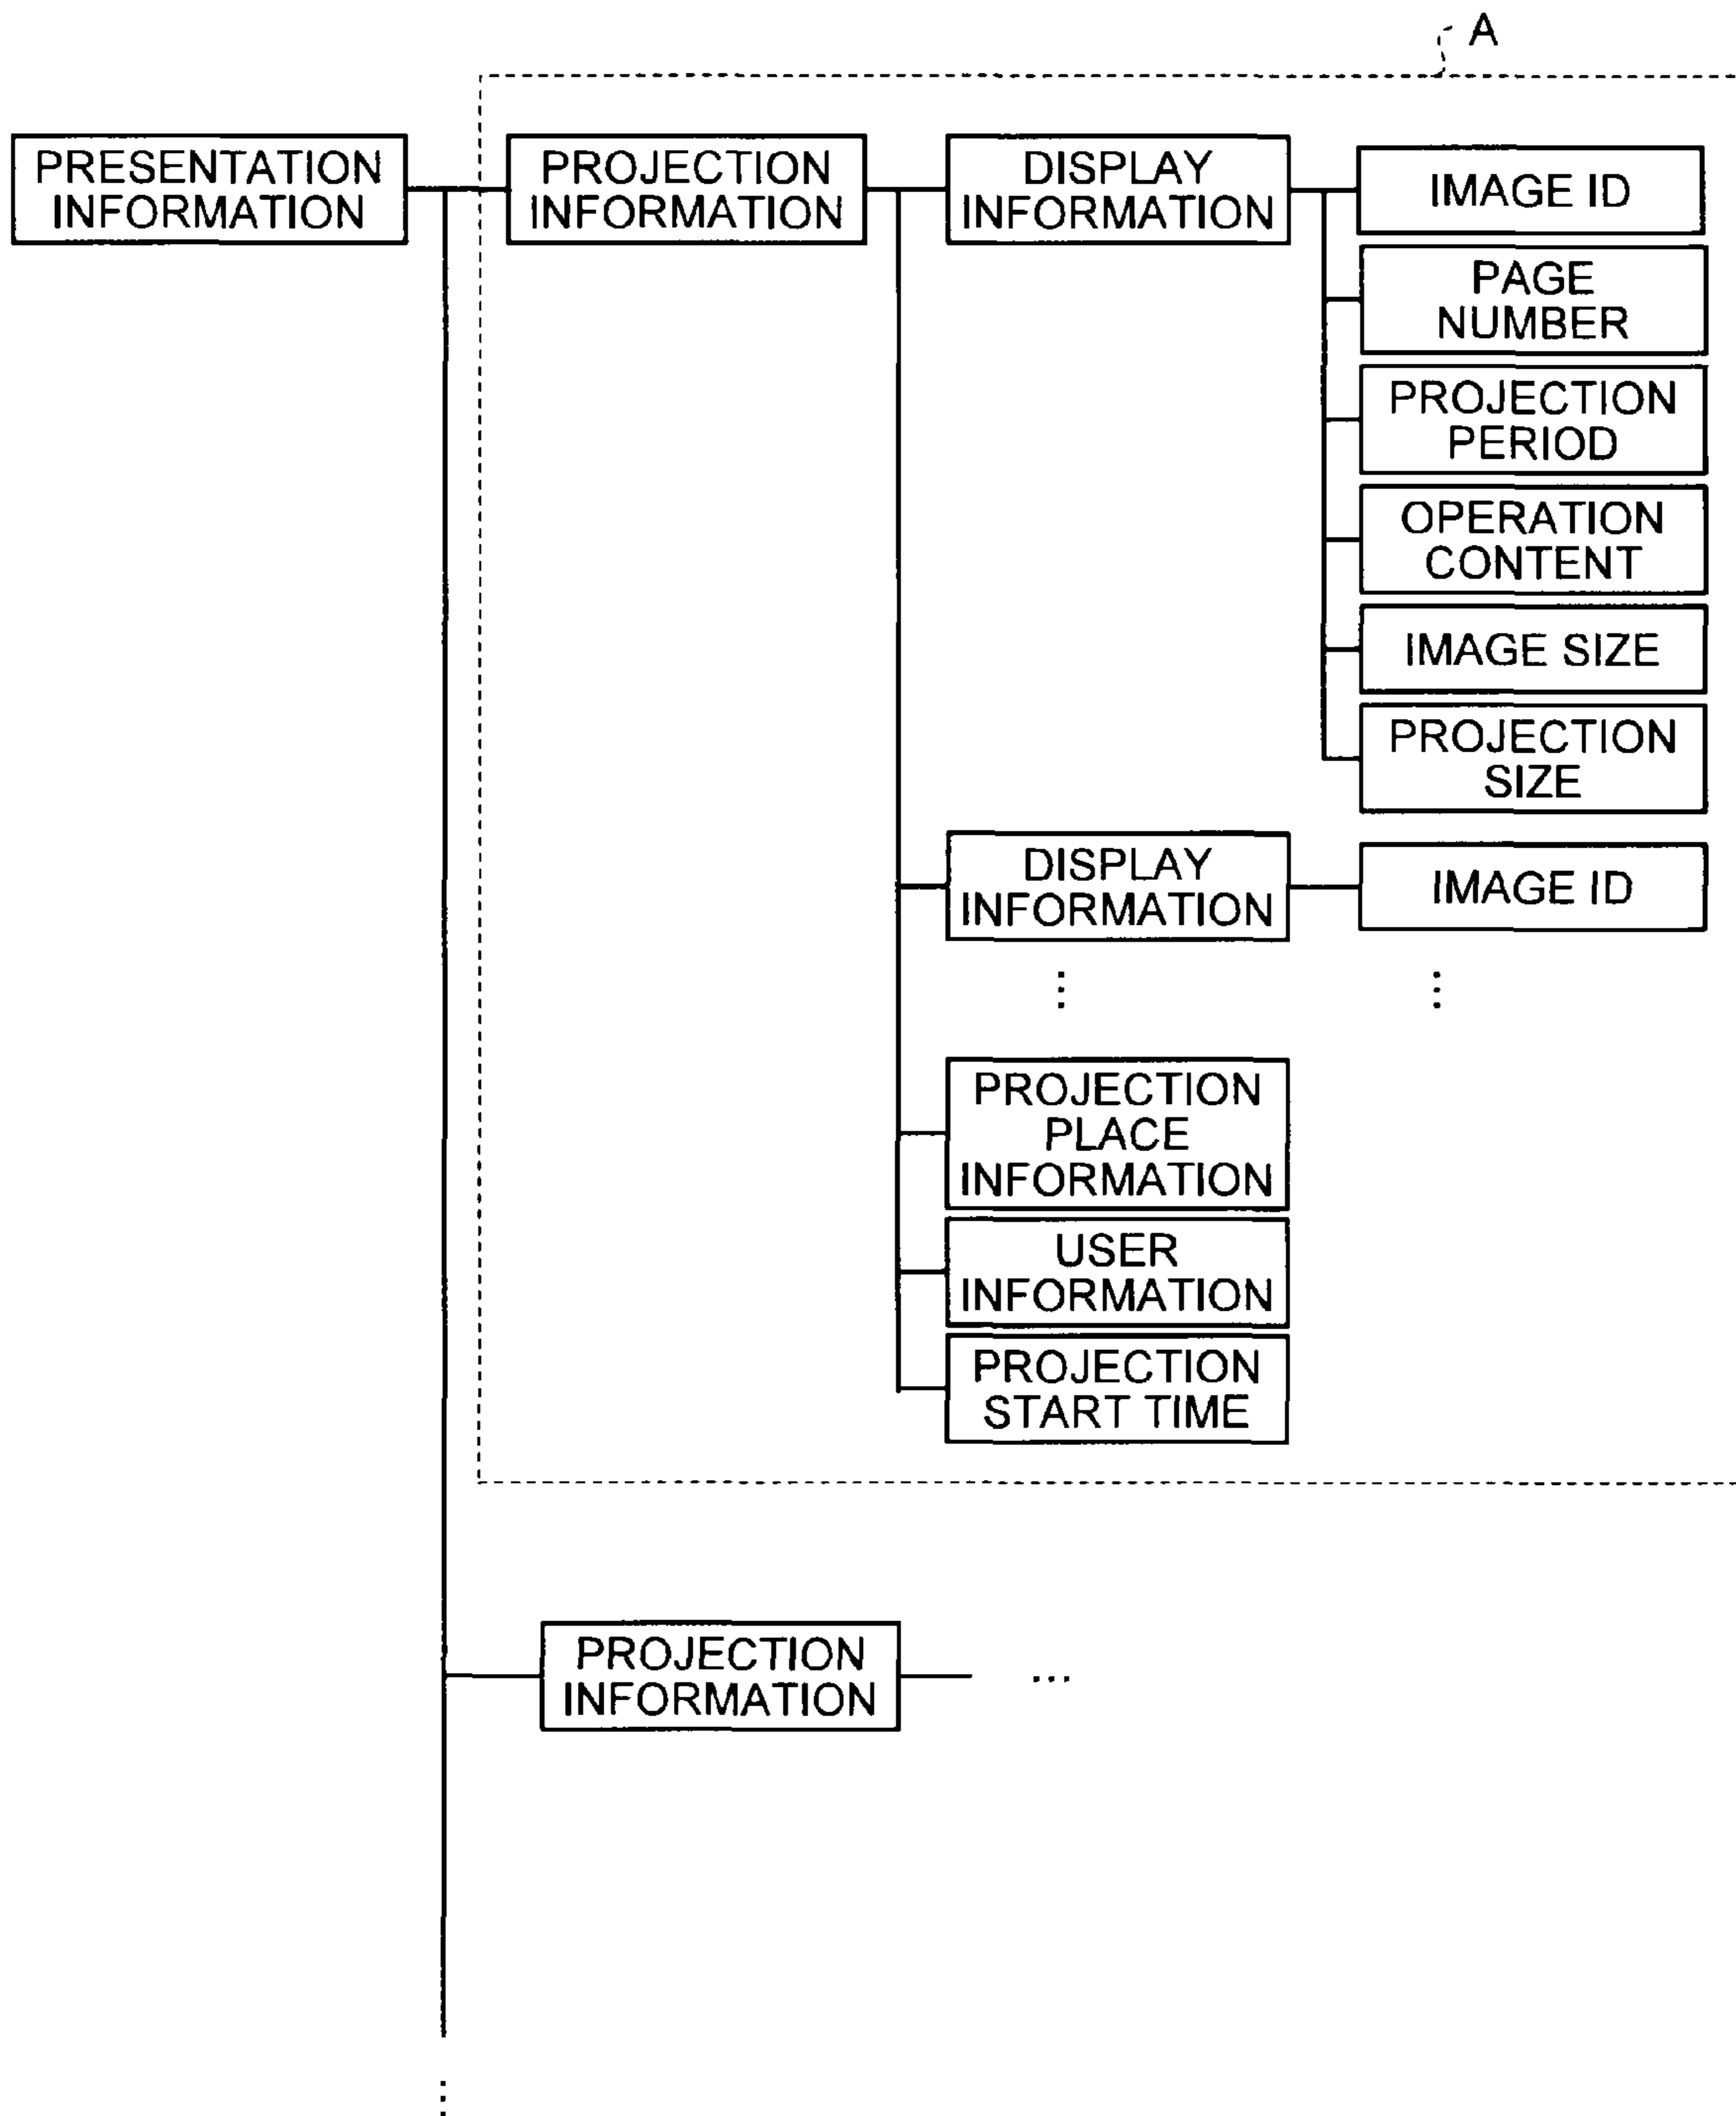 A
PRESENTATION
INFORMATION
PROJECTION
INFORMATION
DISPLAY
INFORMATION
IMAGE ID
PAGE
NUMBER
PROJECTION
PERIOD
OPERATION
CONTENT
IMAGE SIZE
PROJECTION
SIZE
DISPLAY
INFORMATION
IMAGE ID
⋮
⋮
PROJECTION
PLACE
INFORMATION
USER
INFORMATION
PROJECTION
START TIME
PROJECTION
INFORMATION
...
⋮